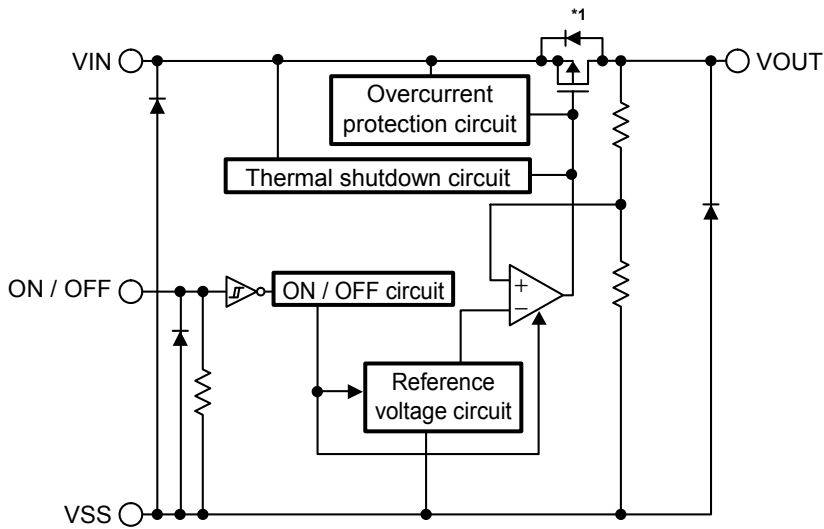 *1
VIN
VOUT
Overcurrent
protection circuit
Thermal shutdown circuit
ON / OFF
ON / OFF circuit
+
−
Reference
voltage circuit
VSS